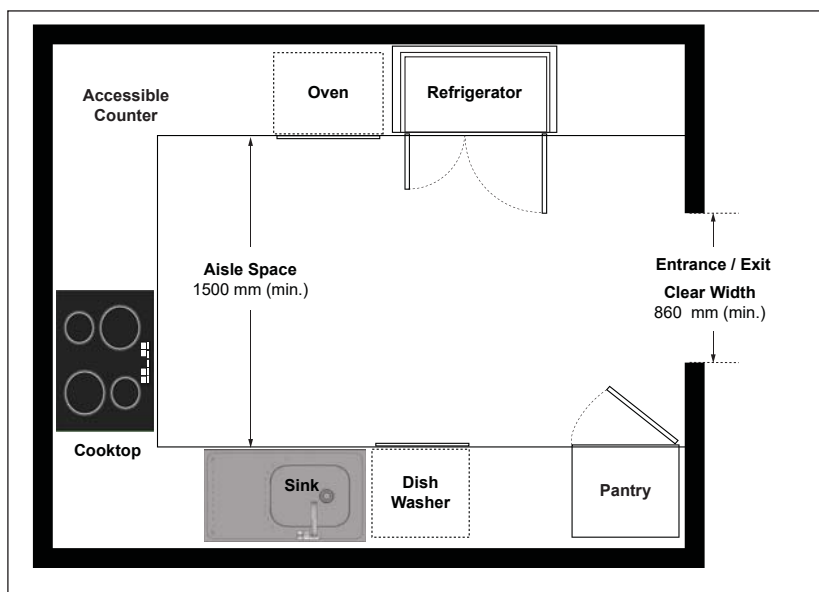 Oven
Refrigerator
Accessible
Counter
Aisle Space
1500 mm (min.)
Entrance / Exit
Clear Width
860 mm (min.)
Cooktop
Sink
Dish
Washer
Pantry